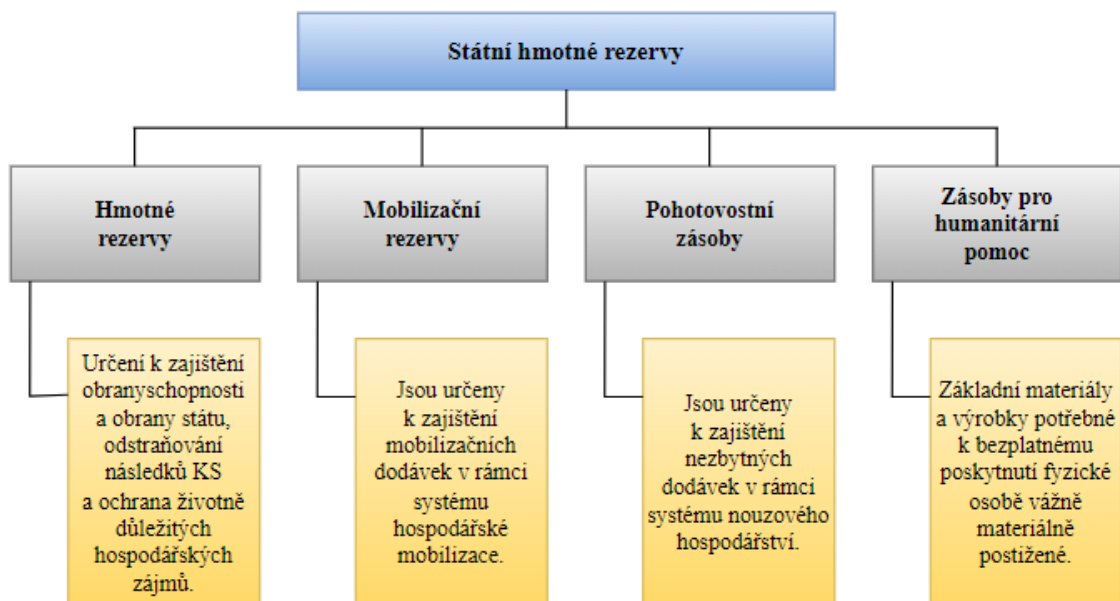 Státní hmotné rezervy
Hmotné
rezervy
Mobilizační
rezervy
Pohotovostní
zásoby
Zásoby pro
humanitární
pomoc
Určení k zajištění
obranyschopnosti
a obrany státu,
odstraňování
následků KS
a ochrana životně
důležitých
hospodářských
zájmů.
Jsou určeny
k zajištění
mobilizačních
dodávek v rámci
systému
hospodářské
mobilizace.
Jsou určeny
k zajištění
nezbytných
dodávek v rámci
systému nouzového
hospodářství.
Základní materiály
a výrobky potřebné
k bezplatnému
poskytnutí fyzické
osobě vážně
materiálně
postižené.